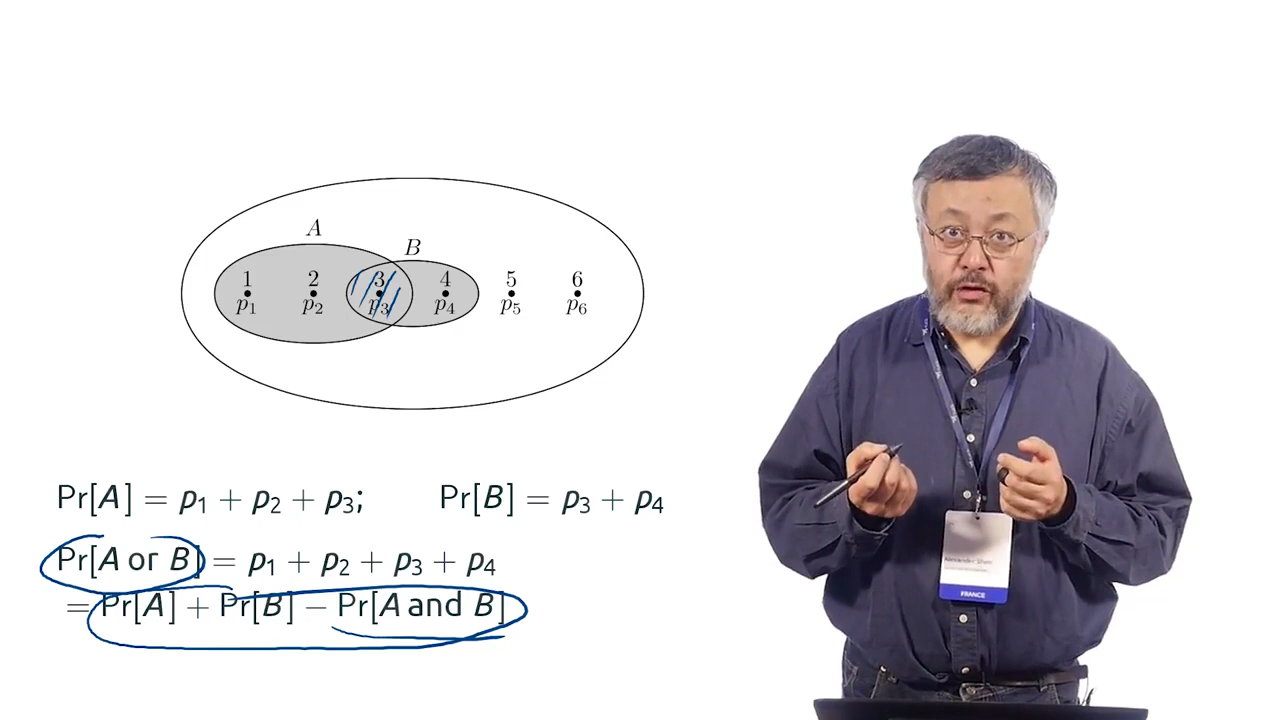 A
B
1 2 3 4 5 6
p₁ p₂ p₃ p₄ p₅ p₆
Pr[A] = p₁ + p₂ + p₃; Pr[B] = p₃ + p₄
Pr[A or B] = p₁ + p₂ + p₃ + p₄
= Pr[A] + Pr[B] − Pr[A and B]
FRANCE